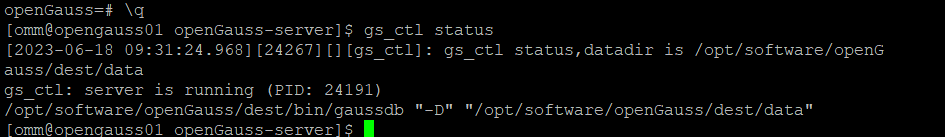 openGauss=# \q
[omm@opengauss01 openGauss-server]$ gs_ctl status
[2023-06-18 09:31:24.968][24267][][gs_ctl]: gs_ctl status,datadir is /opt/software/openG
auss/dest/data
gs_ctl: server is running (PID: 24191)
/opt/software/openGauss/dest/bin/gaussdb "-D" "/opt/software/openGauss/dest/data"
[omm@opengauss01 openGauss-server]$